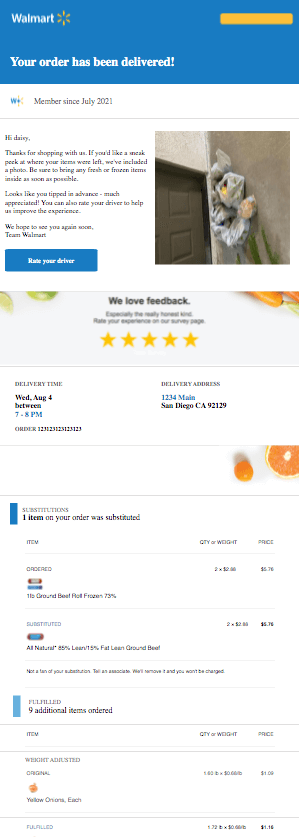 Walmart
Your order has been delivered!
W+ Member since July 2021
Hi daisy,
Thanks for shopping with us. If you'd like a sneak
peek at where your items were left, we've included
a photo. Be sure to bring any fresh or frozen items
inside as soon as possible.
Looks like you tipped in advance - much
appreciated! You can also rate your driver to help
us improve the experience.
We hope to see you again soon,
Team Walmart
Rate your driver
We love feedback.
Especially the really honest kind.
Rate your experience on our survey page.
DELIVERY TIME
Wed, Aug 4
between
7 - 8 PM
ORDER 123123123123123
DELIVERY ADDRESS
1234 Main
San Diego CA 92129
SUBSTITUTIONS
1 item on your order was substituted
ITEM QTY or WEIGHT PRICE
ORDERED 2 x $2.88 $5.76
1lb Ground Beef Roll Frozen 73%
SUBSTITUTED 2 x $2.88 $5.76
All Natural* 85% Lean/15% Fat Lean Ground Beef
Not a fan of your substitution. Tell an associate. We'll remove it and you won't be charged.
FULFILLED
9 additional items ordered
ITEM QTY or WEIGHT PRICE
WEIGHT ADJUSTED
ORIGINAL 1.60 lb x $0.68/lb $1.09
Yellow Onions, Each
FULFILLED 1.72 lb x $0.68/lb $1.16